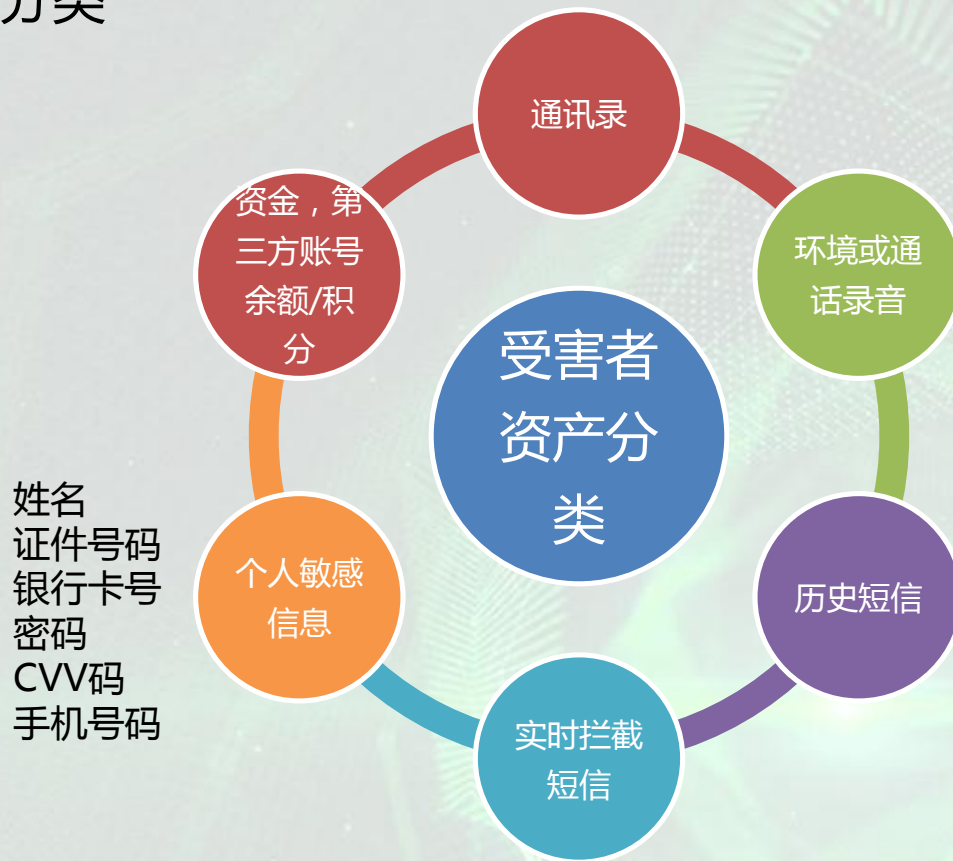 分类
通讯录
资金，第
三方账号
余额/积
分
环境或通
话录音
受害者
资产分
类
姓名
证件号码
银行卡号
密码
CVV码
手机号码
个人敏感
信息
历史短信
实时拦截
短信